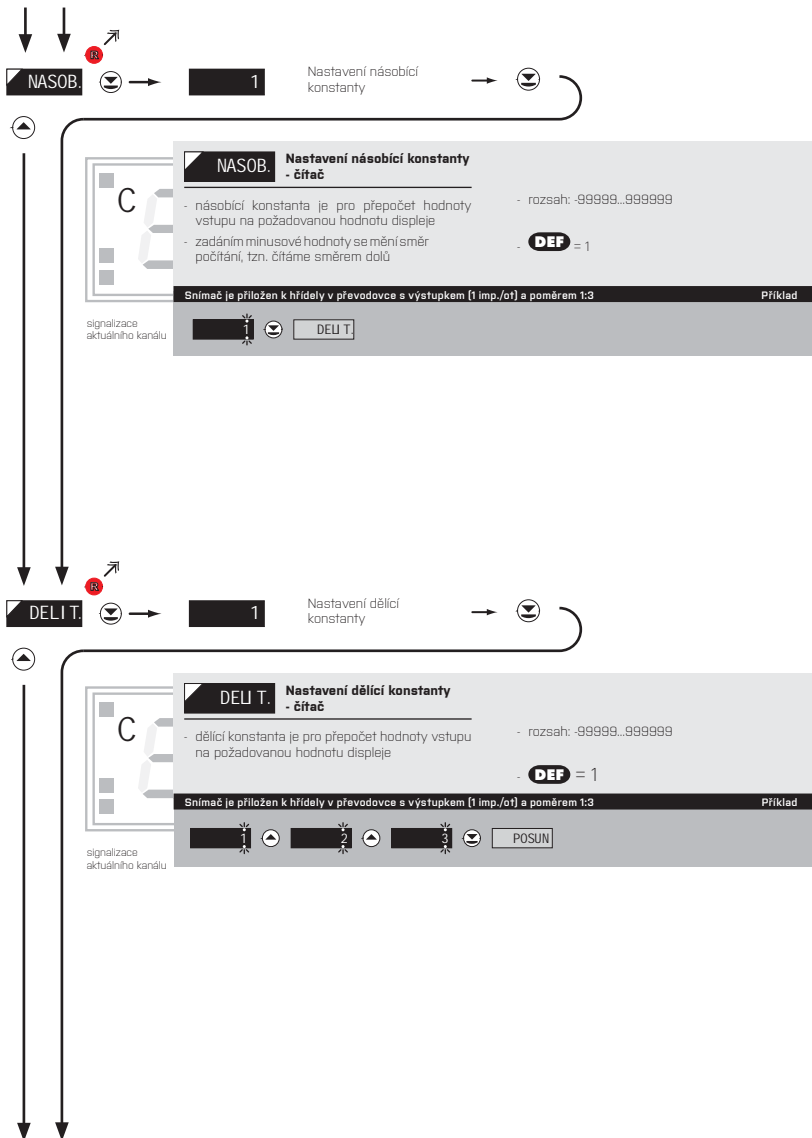 R
NASOB.
1
Nastavení násobící
konstanty
NASOB.
Nastavení násobící konstanty
- čítač
- násobící konstanta je pro přepočet hodnoty
vstupu na požadovanou hodnotu displeje
- zadáním minusové hodnoty se mění směr
počítání, tzn. čítáme směrem dolů
- rozsah: -99999...999999
- DEF = 1
C
Snímač je přiložen k hřídely v převodovce s výstupkem (1 imp./ot) a poměrem 1:3
Příklad
signalizace
aktuálního kanálu
1
DELI T.
R
DELI T.
1
Nastavení dělící
konstanty
DELI T.
Nastavení dělící konstanty
- čítač
- dělící konstanta je pro přepočet hodnoty vstupu
na požadovanou hodnotu displeje
- rozsah: -99999...999999
- DEF = 1
C
Snímač je přiložen k hřídely v převodovce s výstupkem (1 imp./ot) a poměrem 1:3
Příklad
signalizace
aktuálního kanálu
1
2
3
POSUN